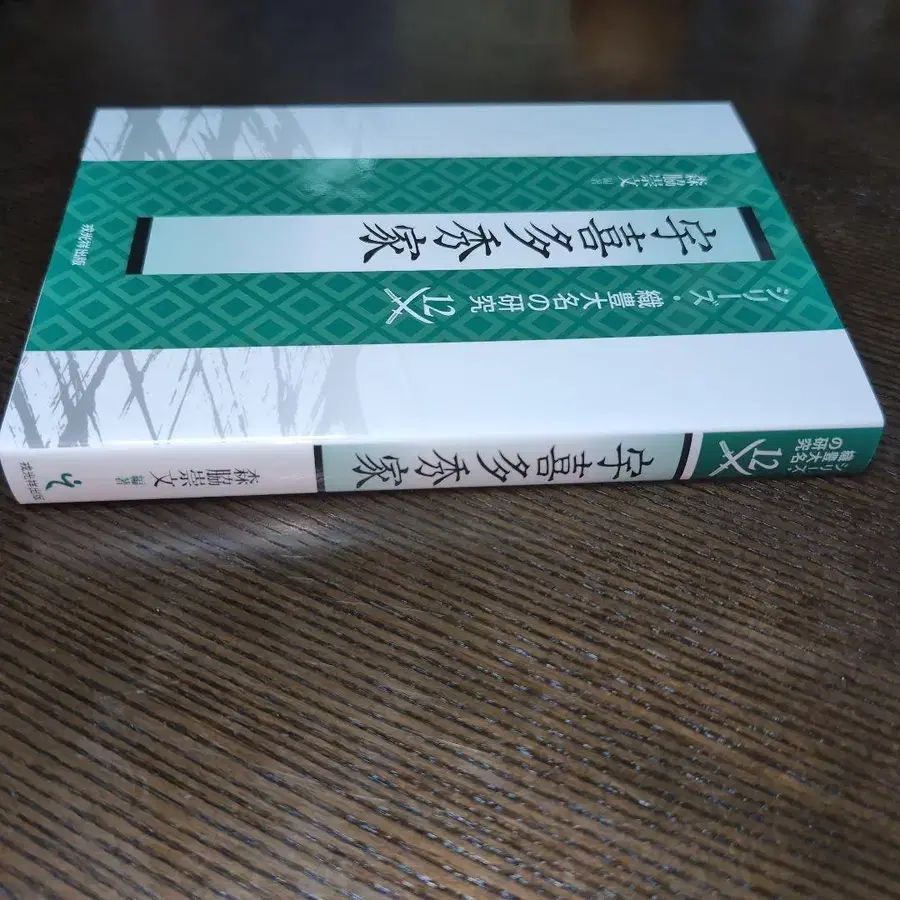 シリーズ・織豊大名の研究 12
宇喜多秀家
森脇崇文 編著
戎光祥出版
シリーズ・
織豊大名
の研究
12
宇喜多秀家
森脇崇文 編著
戎光祥出版